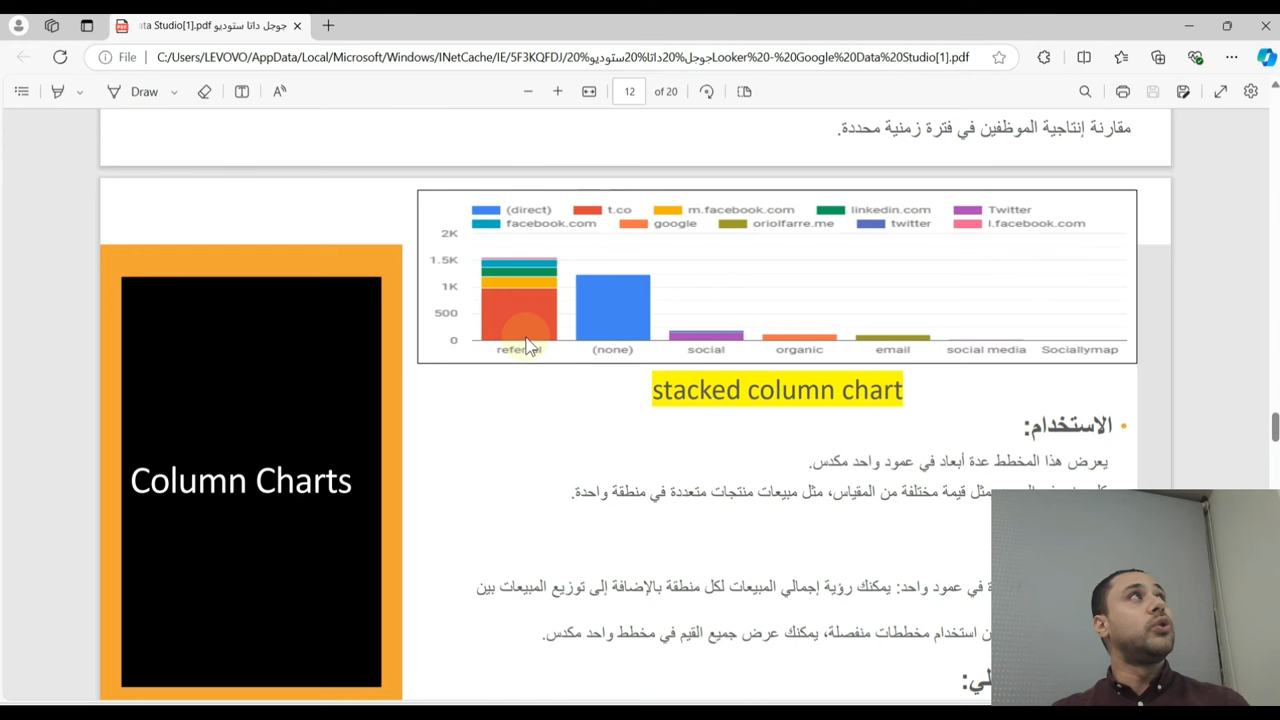 جوجل داتا ستوديو ata Studio[1].pdf
File
C:/Users/LEVOVO/AppData/Local/Microsoft/Windows/INetCache/IE/5F3KQFDJ/20%جوجل%20داتا%20ستوديوLooker%20-%20Google%20Data%20Studio[1].pdf
Draw
12 of 20
مقارنة إنتاجية الموظفين في فترة زمنية محددة.
(direct) t.co m.facebook.com linkedin.com Twitter
facebook.com google oriolfarre.me twitter l.facebook.com
2K
1.5K
1K
500
0
referral (none) social organic email social media Sociallymap
stacked column chart
• الاستخدام:
يعرض هذا المخطط عدة أبعاد في عمود واحد مكدس.
مثل قيمة مختلفة من المقياس، مثل مبيعات منتجات متعددة في منطقة واحدة.
Column Charts
في عمود واحد: يمكنك رؤية إجمالي المبيعات لكل منطقة بالإضافة إلى توزيع المبيعات بين
استخدام مخططات منفصلة، يمكنك عرض جميع القيم في مخطط واحد مكدس.